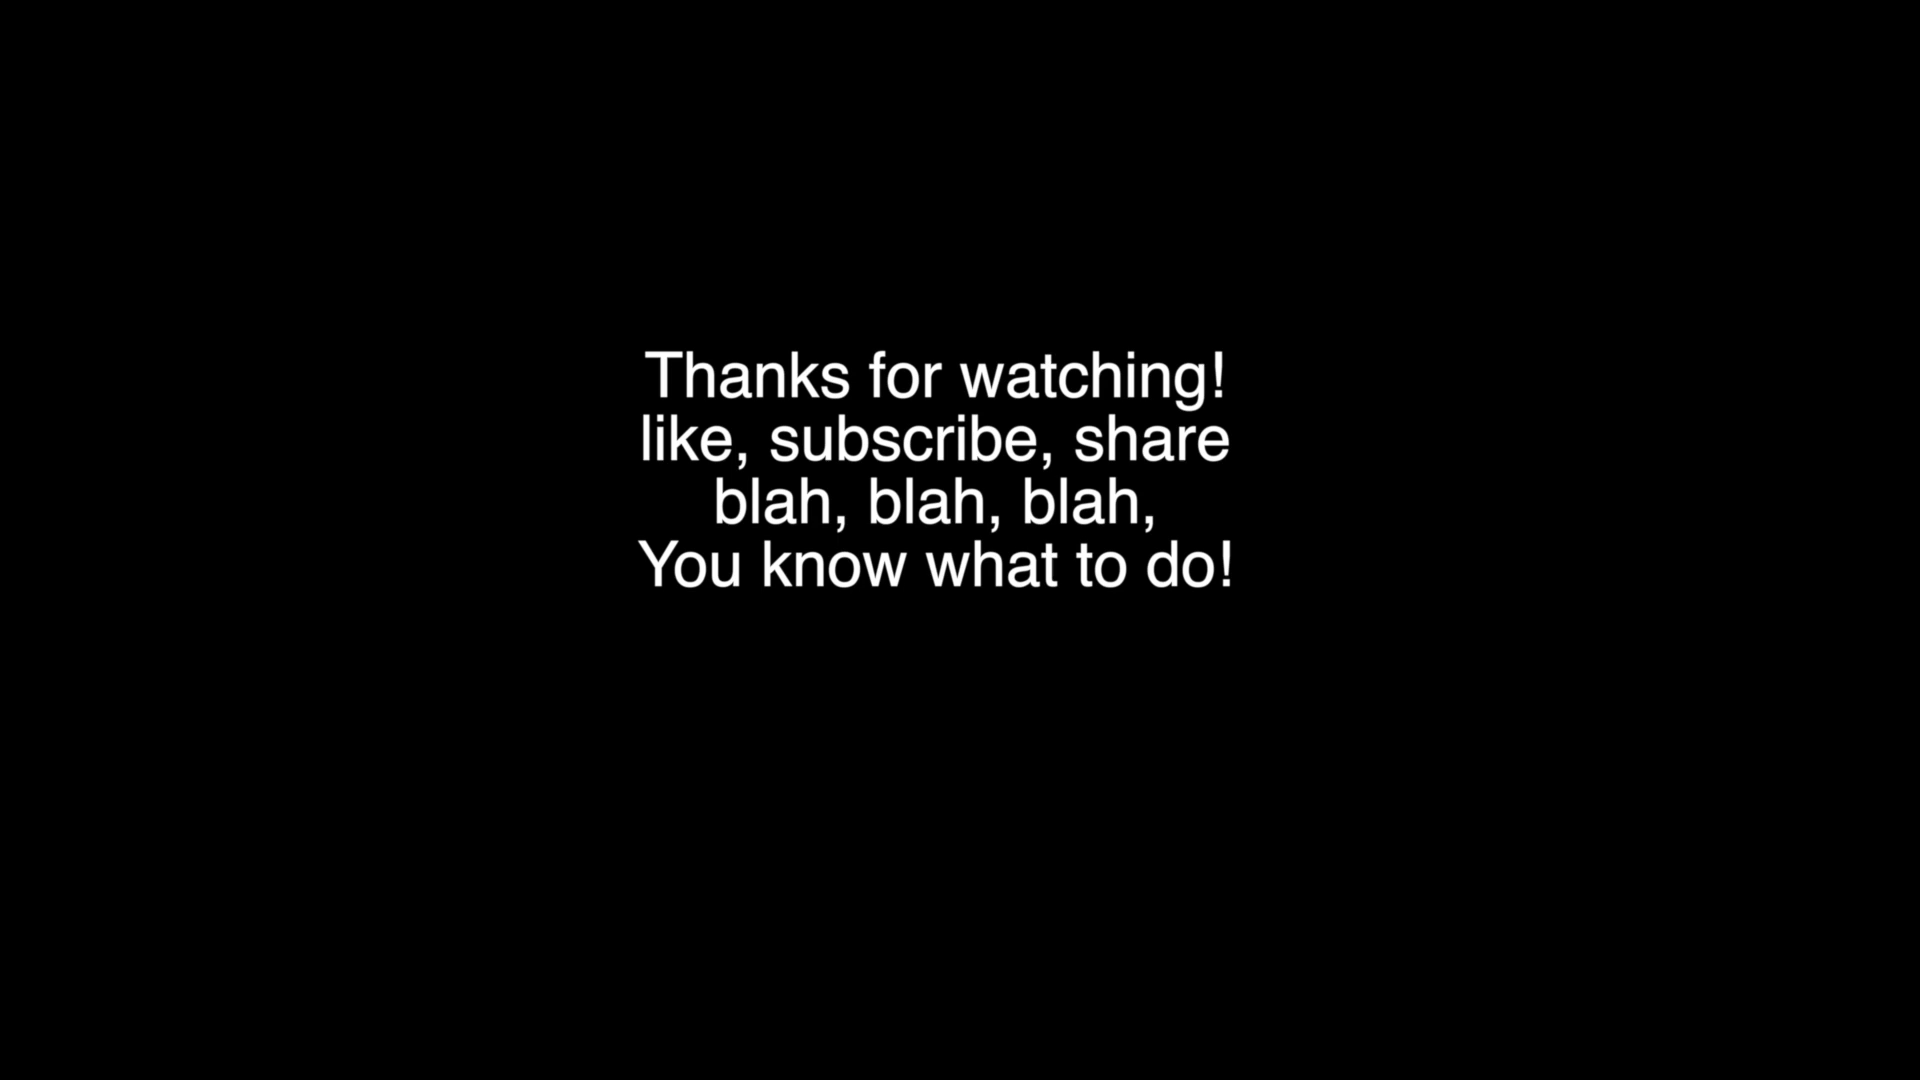 Thanks for watching!
like, subscribe, share
blah, blah, blah,
You know what to do!